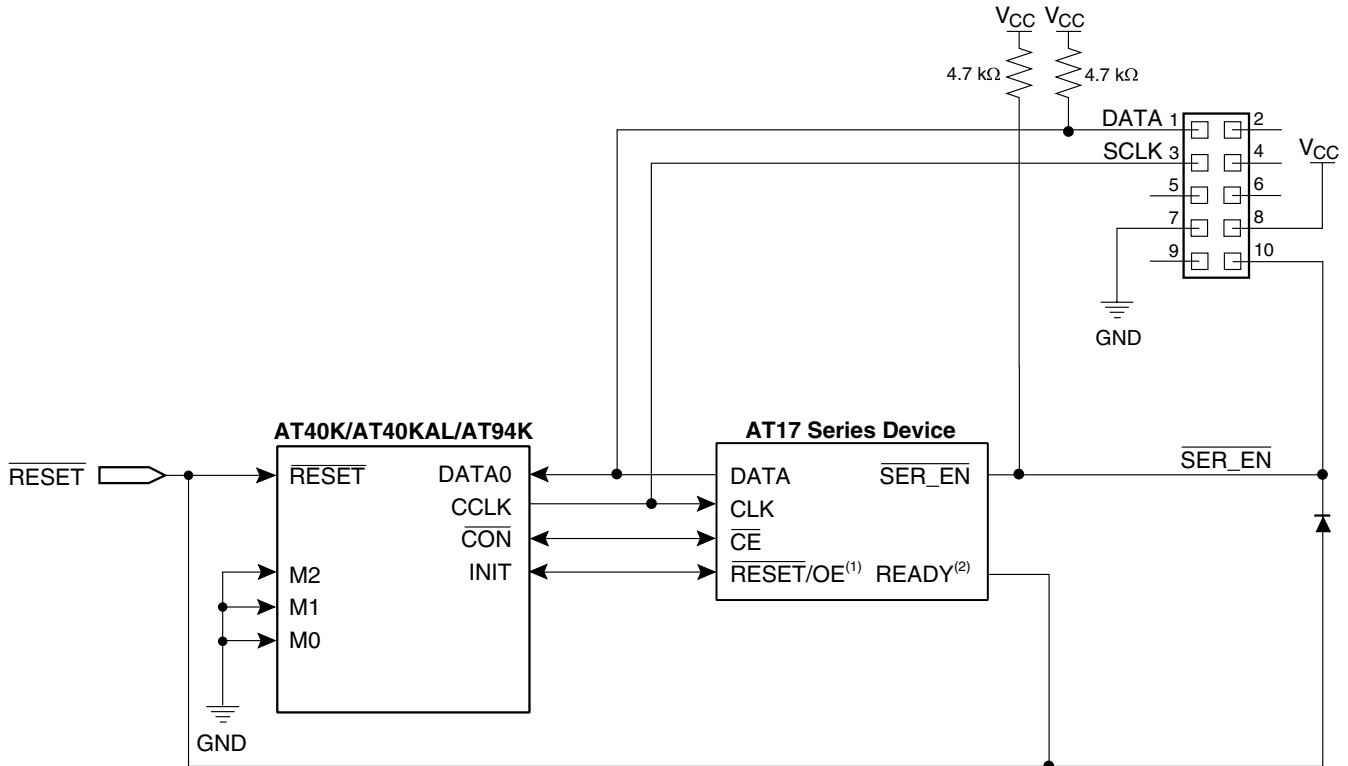 VCC VCC
4.7 kΩ 4.7 kΩ
DATA 1 2
SCLK 3 4
VCC
5 6
7 8
9 10
GND
AT40K/AT40KAL/AT94K
AT17 Series Device
SER_EN
RESET
RESET
DATA0
CCLK
CON
INIT
M2
M1
M0
DATA
CLK
CE
RESET/OE(1)
SER_EN
READY(2)
GND